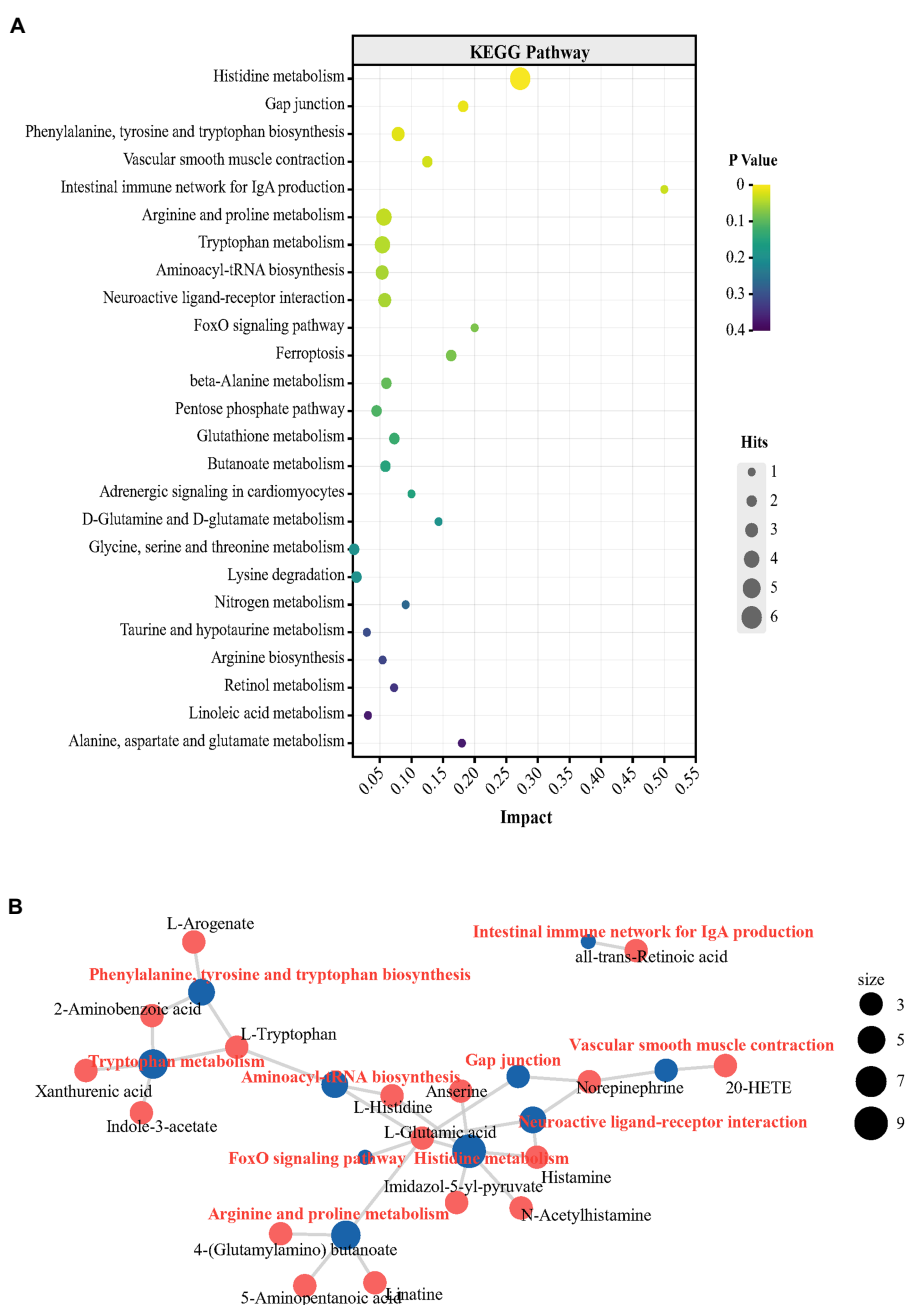 A
KEGG Pathway
Histidine metabolism
Gap junction
Phenylalanine, tyrosine and tryptophan biosynthesis
Vascular smooth muscle contraction
Intestinal immune network for IgA production
Arginine and proline metabolism
Tryptophan metabolism
Aminoacyl-tRNA biosynthesis
Neuroactive ligand-receptor interaction
FoxO signaling pathway
Ferroptosis
beta-Alanine metabolism
Pentose phosphate pathway
Glutathione metabolism
Butanoate metabolism
Adrenergic signaling in cardiomyocytes
D-Glutamine and D-glutamate metabolism
Glycine, serine and threonine metabolism
Lysine degradation
Nitrogen metabolism
Taurine and hypotaurine metabolism
Arginine biosynthesis
Retinol metabolism
Linoleic acid metabolism
Alanine, aspartate and glutamate metabolism
0.05 0.10 0.15 0.20 0.25 0.30 0.35 0.40 0.45 0.50 0.55
Impact
P Value
0
0.1
0.2
0.3
0.4
Hits
1
2
3
4
5
6
B
L-Arogenate
Intestinal immune network for IgA production
all-trans-Retinoic acid
Phenylalanine, tyrosine and tryptophan biosynthesis
2-Aminobenzoic acid
L-Tryptophan
Vascular smooth muscle contraction
Tryptophan metabolism
Gap junction
Aminoacyl-tRNA biosynthesis
Xanthurenic acid
Anserine
Norepinephrine
20-HETE
L-Histidine
Indole-3-acetate
L-Glutamic acid
Neuroactive ligand-receptor interaction
FoxO signaling pathway
Histidine metabolism
Histamine
Imidazol-5-yl-pyruvate
Arginine and proline metabolism
N-Acetylhistamine
4-(Glutamylamino) butanoate
5-Aminopentanoic acid
Linatine
size
3
5
7
9